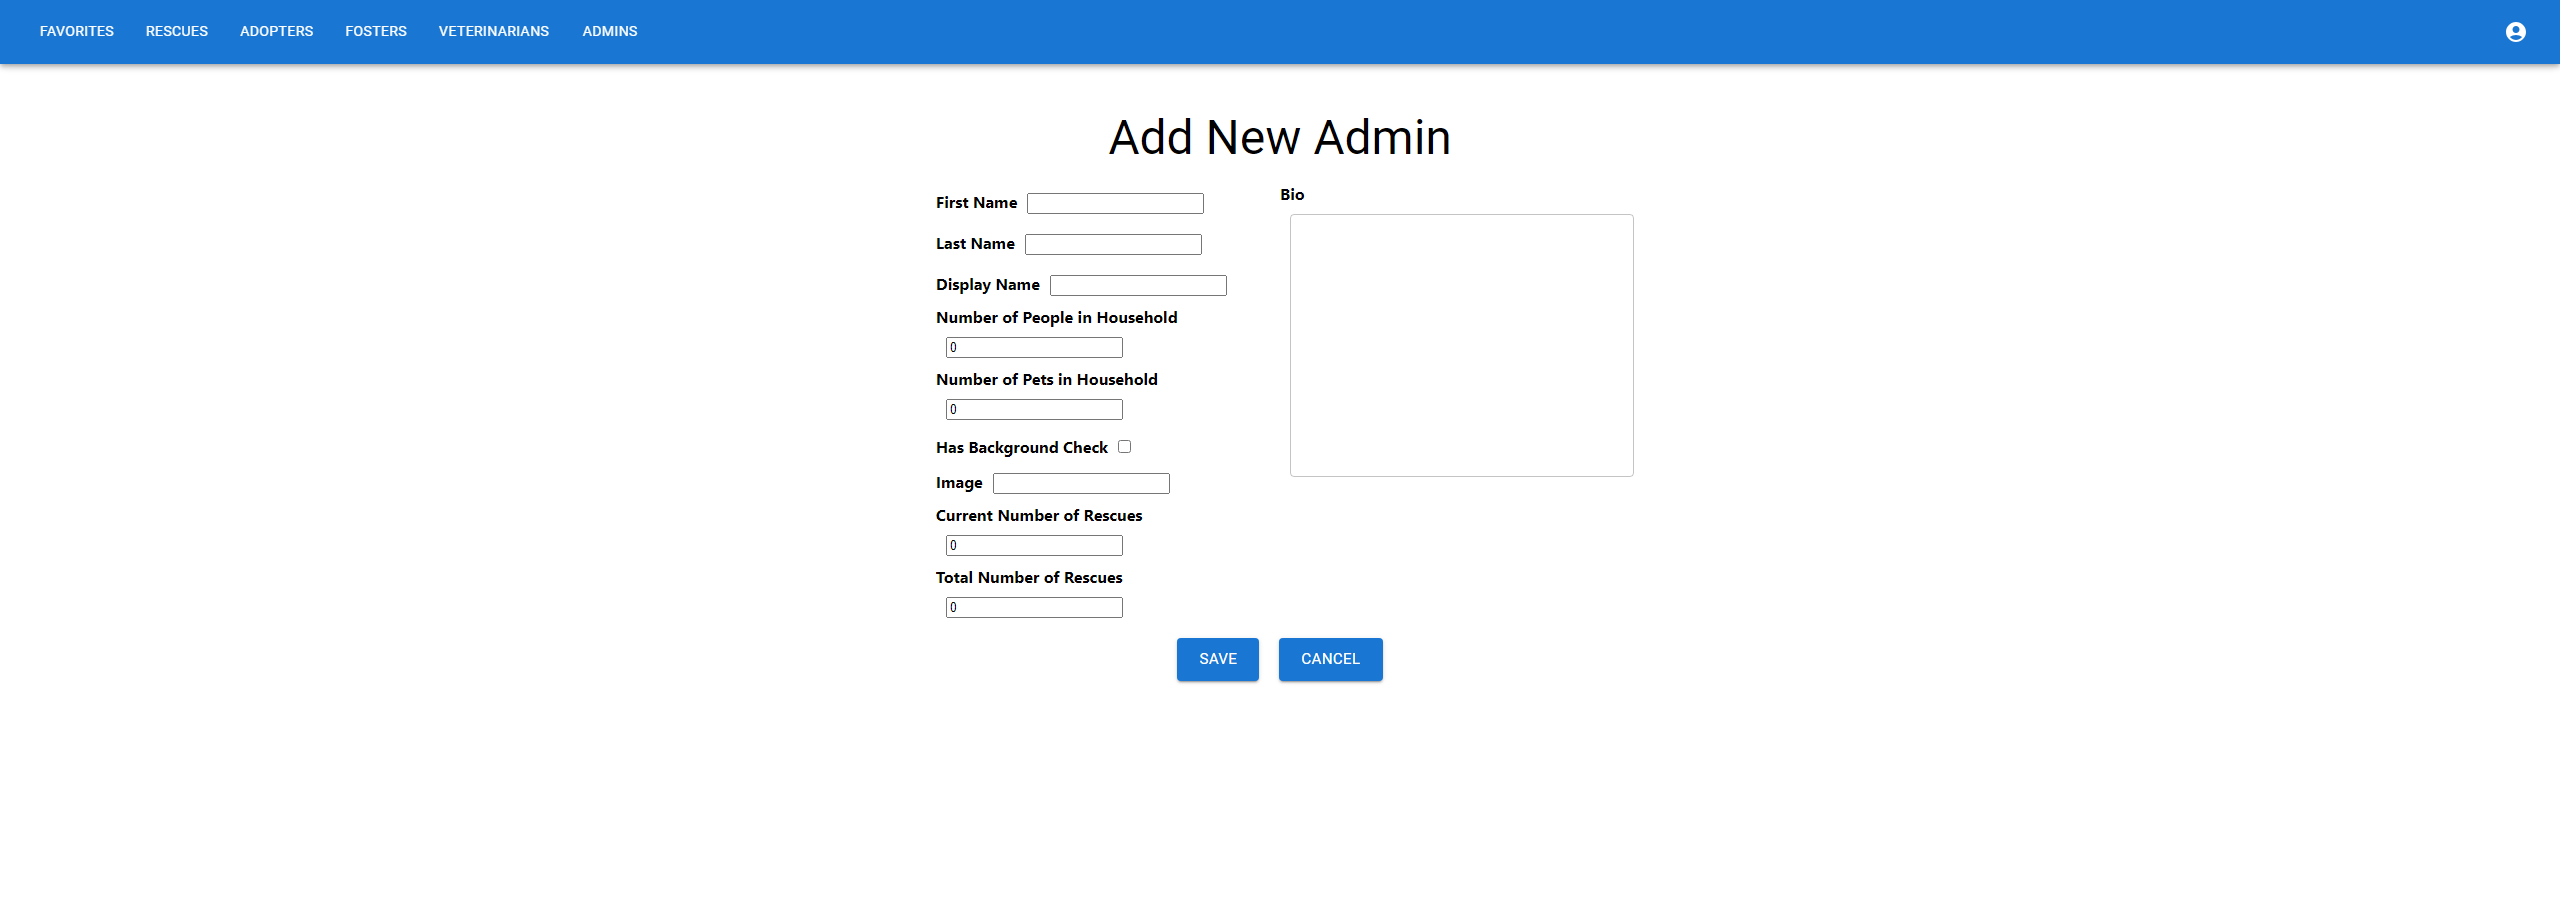 FAVORITES RESCUES ADOPTERS FOSTERS VETERINARIANS ADMINS
Add New Admin
First Name
Last Name
Display Name
Number of People in Household
0
Number of Pets in Household
0
Has Background Check
Image
Current Number of Rescues
0
Total Number of Rescues
0
Bio
SAVE CANCEL